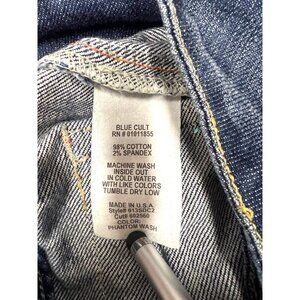 BLUE CULT
RN # 01011855
98% COTTON
2% SPANDEX
MACHINE WASH
INSIDE OUT
IN COLD WATER
WITH LIKE COLORS
TUMBLE DRY LOW
MADE IN U.S.A
Style# 913SDC2
Cut# 602560
COLOR:
PHANTOM WASH